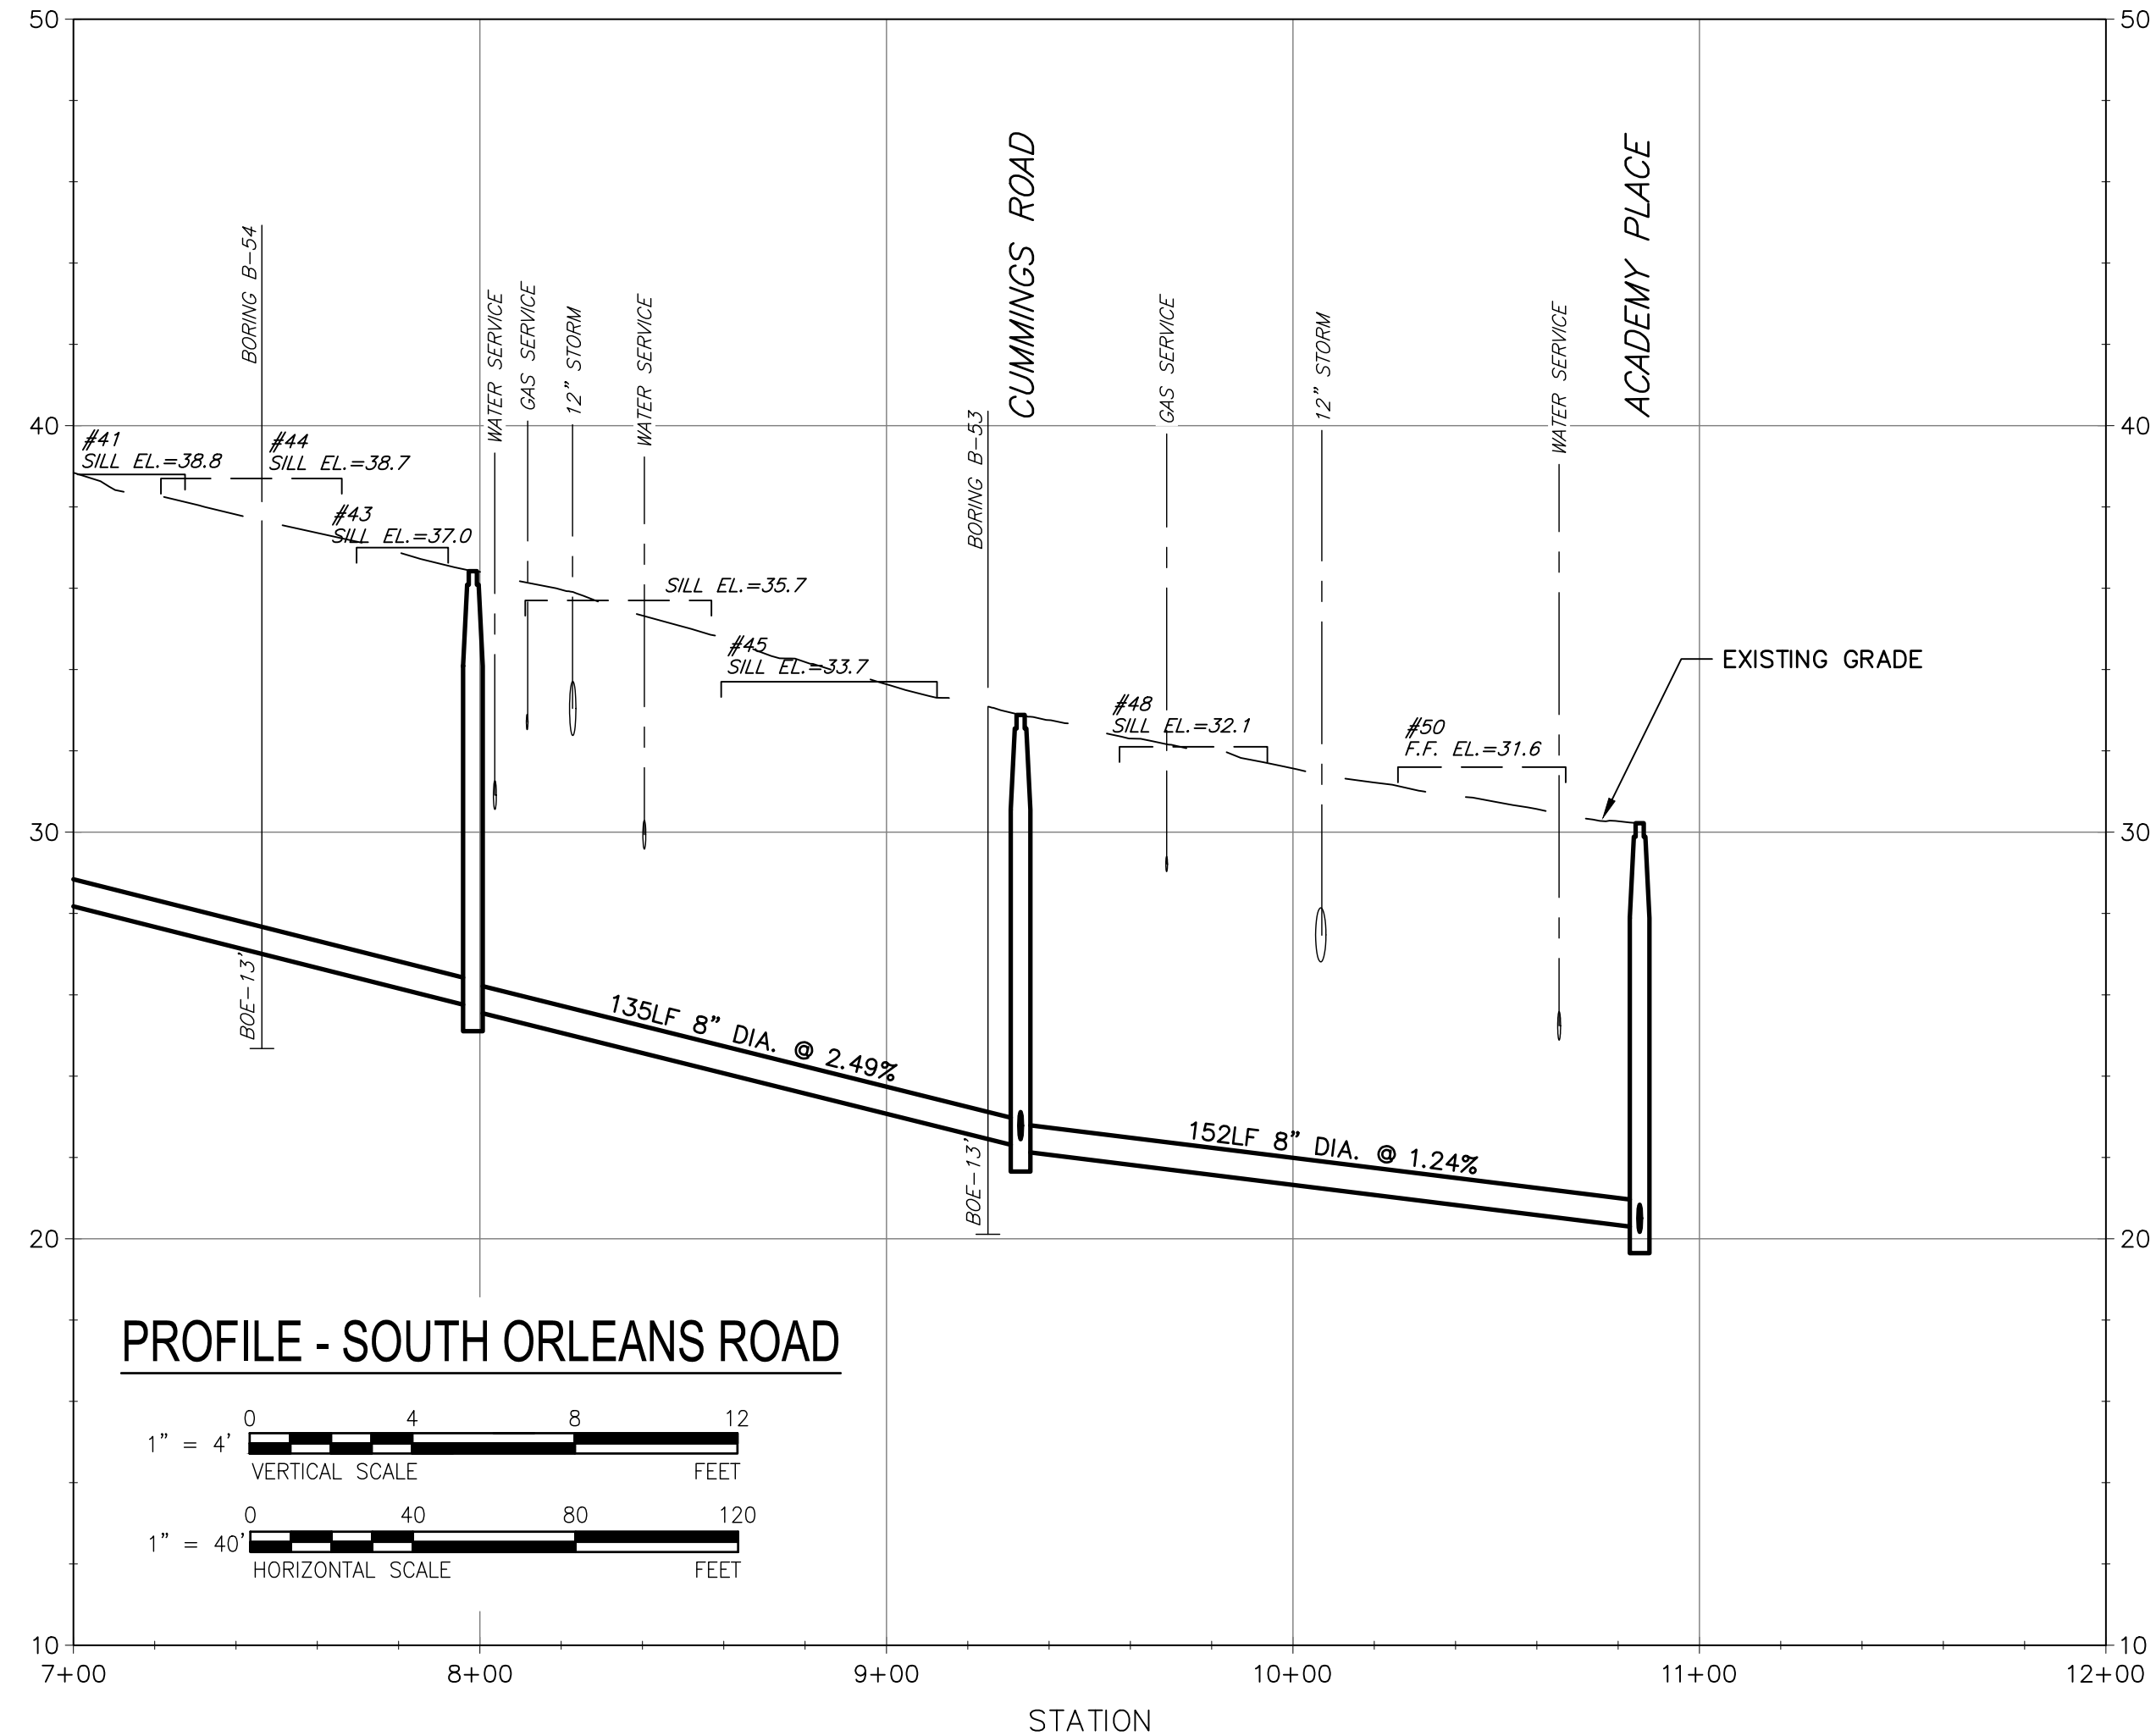 50
50
CUMMINGS ROAD
ACADEMY PLACE
BORING B-54
WATER SERVICE
GAS SERVICE
12" STORM
WATER SERVICE
GAS SERVICE
12" STORM
WATER SERVICE
40
40
BORING B-53
#41
SILL EL.=38.8
#44
SILL EL.=38.7
#43
SILL EL.=37.0
SILL EL.=35.7
#45
SILL EL.=33.7
EXISTING GRADE
#48
SILL EL.=32.1
#50
F.F. EL.=31.6
30
30
BOE-13'
135LF 8" DIA. @ 2.49%
BOE-13'
152LF 8" DIA. @ 1.24%
20
20
PROFILE - SOUTH ORLEANS ROAD
0 4 8 12
1" = 4'
VERTICAL SCALE FEET
0 40 80 120
1" = 40'
HORIZONTAL SCALE FEET
10
10
7+00 8+00 9+00 10+00 11+00 12+00
STATION